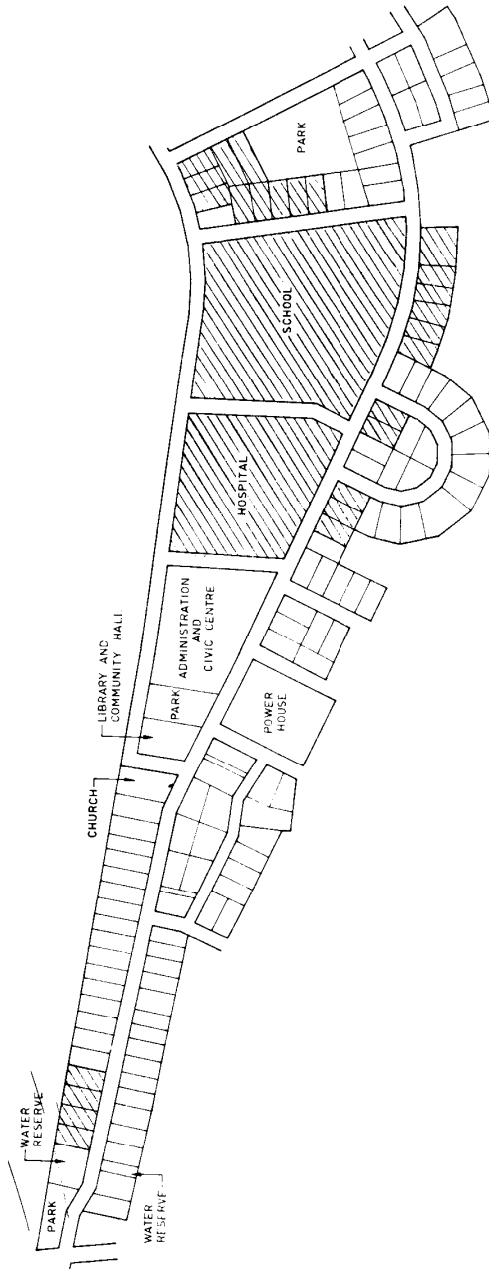 PARK
WATER
RESERVE
WATER
RESERVE
CHURCH
LIBRARY AND
COMMUNITY HALL
PARK
ADMINISTRATION
AND
CIVIC CENTRE
POWER
HOUSE
HOSPITAL
SCHOOL
PARK